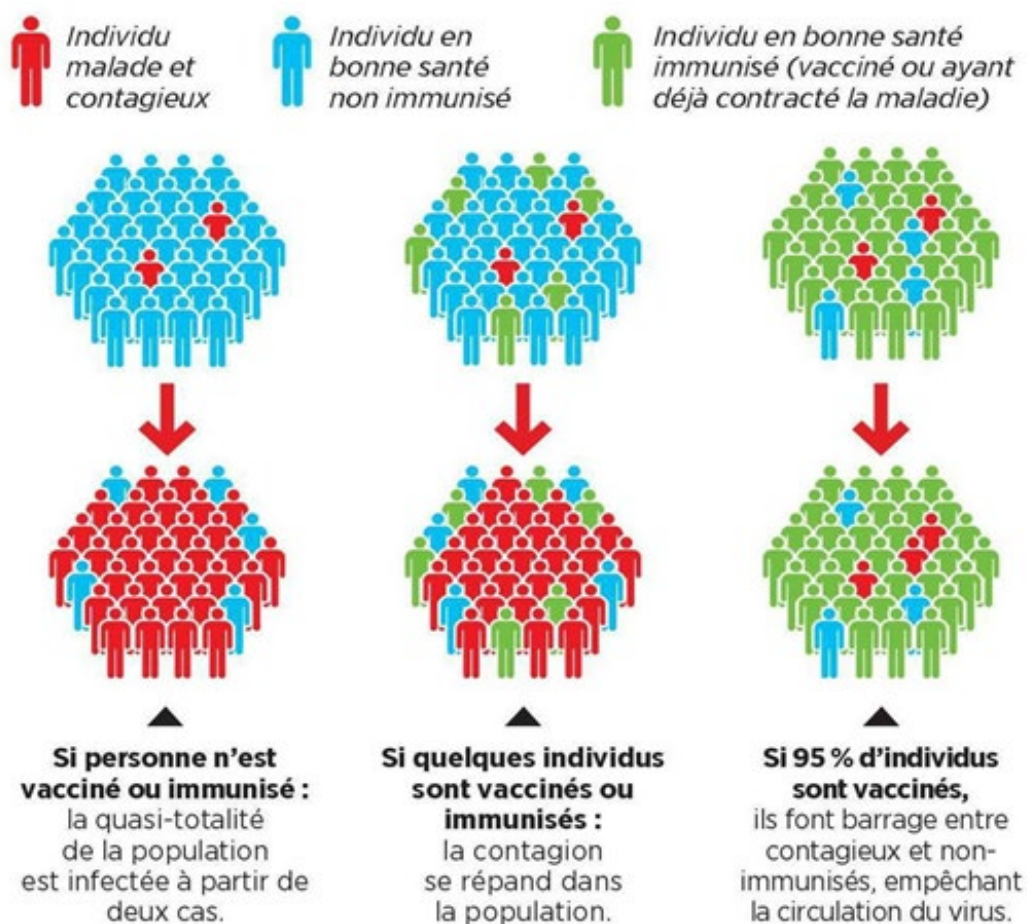 Individu
malade et
contagieux
Individu en
bonne santé
non immunisé
Individu en bonne santé
immunisé (vacciné ou ayant
déjà contracté la maladie)
Si personne n'est
vacciné ou immunisé :
la quasi-totalité
de la population
est infectée à partir de
deux cas.
Si quelques individus
sont vaccinés ou
immunisés :
la contagion
se répand dans
la population.
Si 95 % d'individus
sont vaccinés,
ils font barrage entre
contagieux et non-
immunisés, empêchant
la circulation du virus.